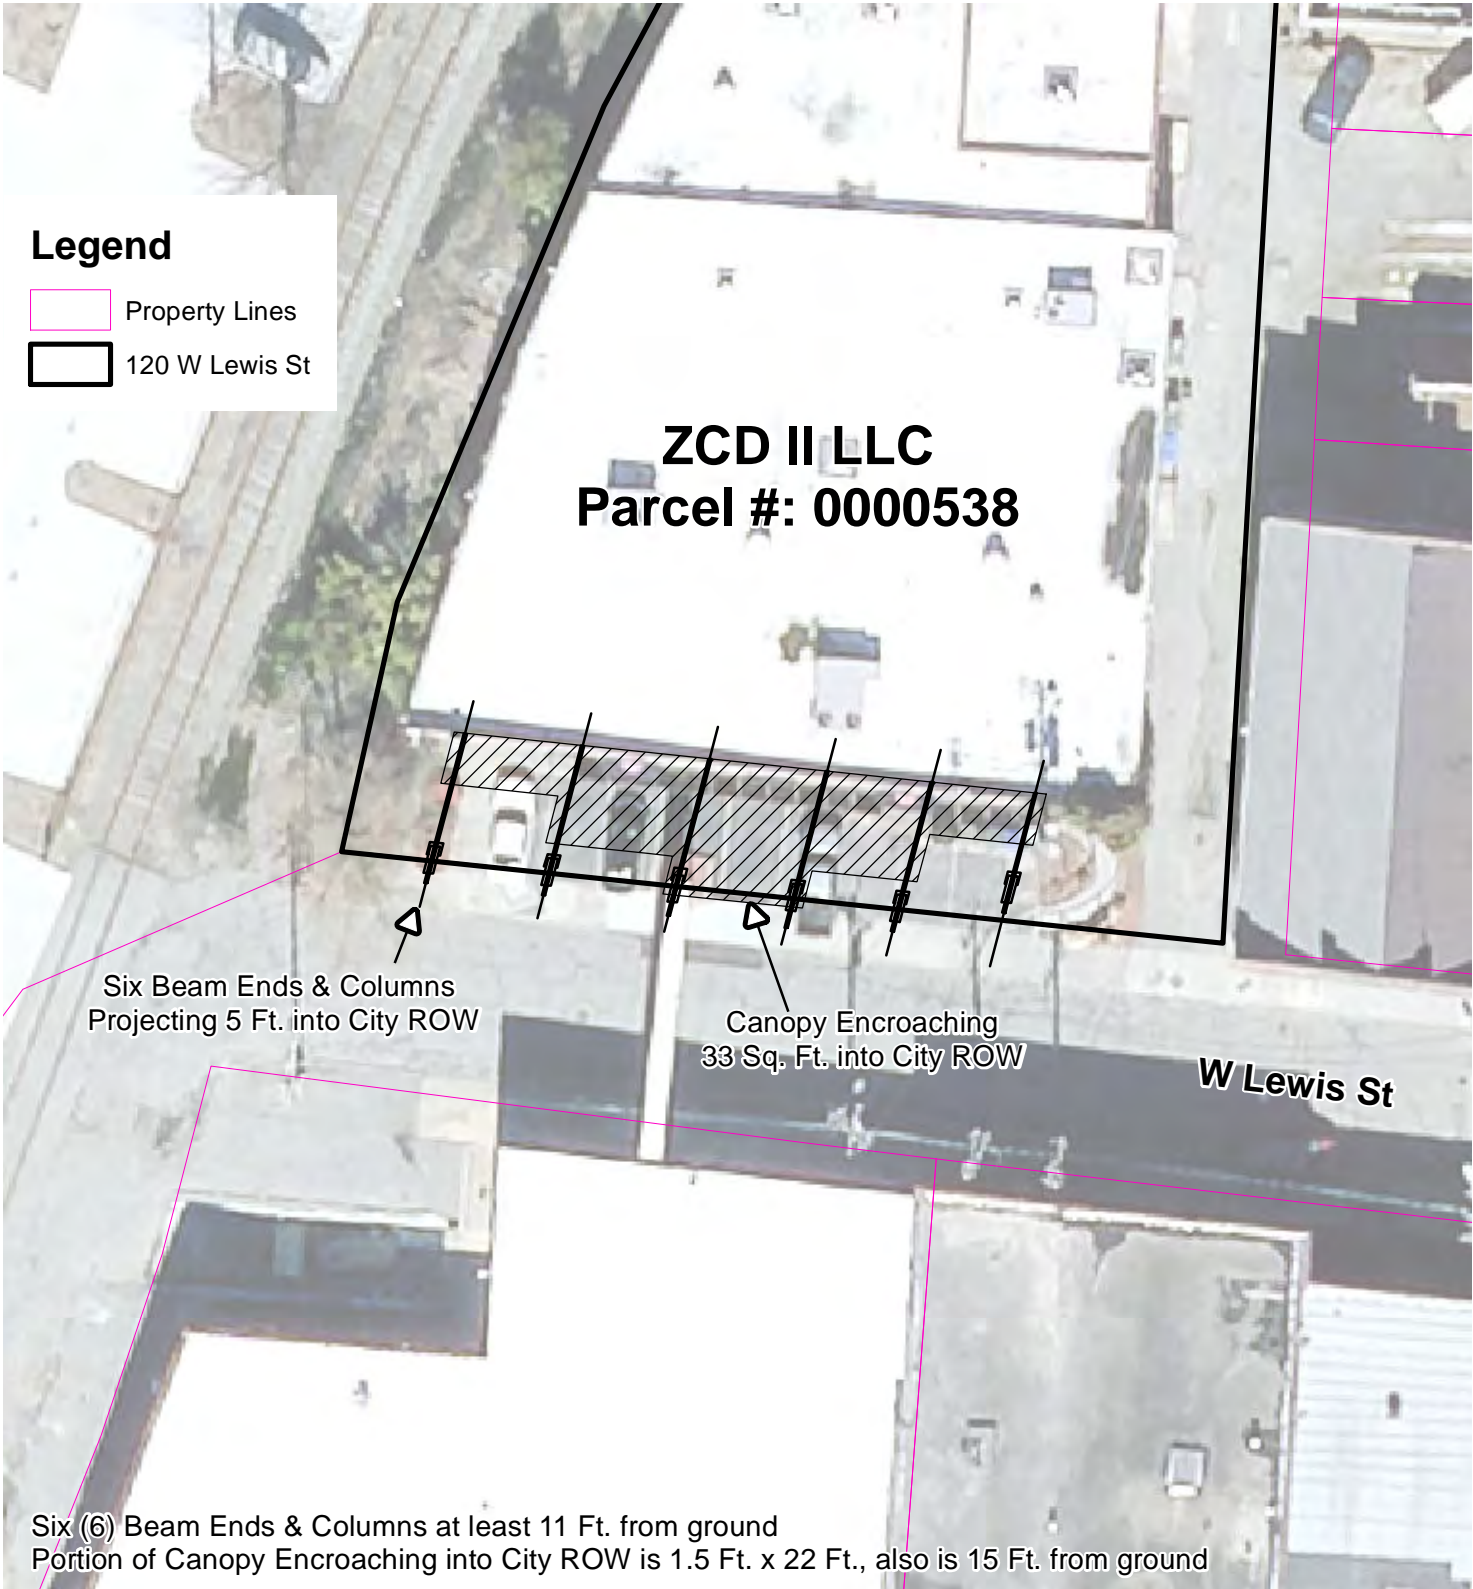 Legend
Property Lines
120 W Lewis St
ZCD II LLC
Parcel #: 0000538
Six Beam Ends & Columns
Projecting 5 Ft. into City ROW
Canopy Encroaching
33 Sq. Ft. into City ROW
W Lewis St
Six (6) Beam Ends & Columns at least 11 Ft. from ground
Portion of Canopy Encroaching into City ROW is 1.5 Ft. x 22 Ft., also is 15 Ft. from ground